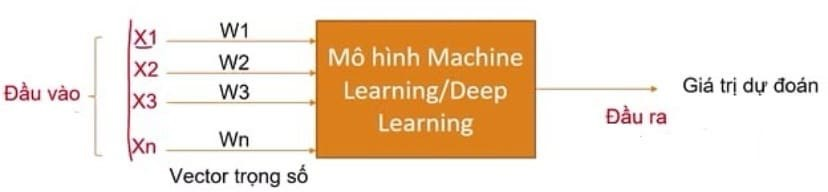 Đầu vào
X1
W1
X2
W2
X3
W3
Xn
Wn
Vector trọng số
Mô hình Machine
Learning/Deep
Learning
Đầu ra
Giá trị dự đoán